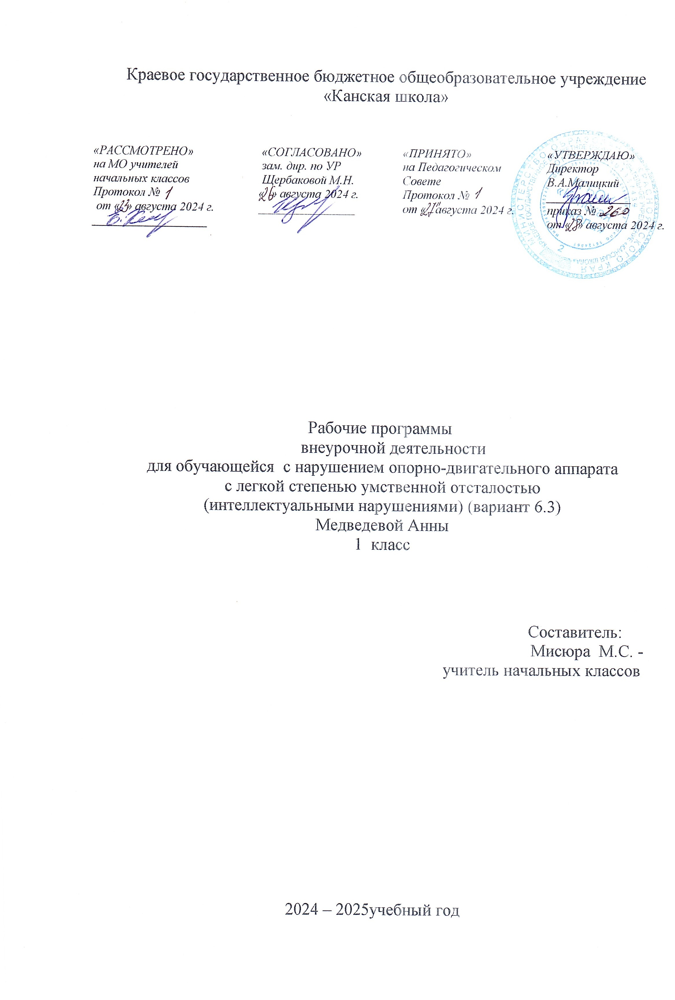 Краевое государственное бюджетное общеобразовательное учреждение
«Канская школа»
«РАССМОТРЕНО»
на МО учителей
начальных классов
Протокол № 1
от «23» августа 2024 г.
«СОГЛАСОВАНО»
зам. дир. по УР
Щербаковой М.Н.
«26» августа 2024 г.
«ПРИНЯТО»
на Педагогическом
Совете
Протокол № 1
от «27» августа 2024 г.
«УТВЕРЖДАЮ»
Директор
В.А.Малицкий
приказ № 260
от «28» августа 2024 г.
МИНИСТЕРСТВО ОБРАЗОВАНИЯ КРАСНОЯРСКОГО КРАЯ
Рабочие программы
внеурочной деятельности
для обучающейся с нарушением опорно-двигательного аппарата
с легкой степенью умственной отсталостью
(интеллектуальными нарушениями) (вариант 6.3)
Медведевой Анны
1 класс
Составитель:
Мисюра М.С. -
учитель начальных классов
2024 – 2025учебный год